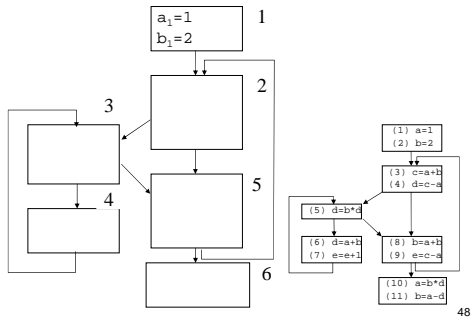 a₁=1
b₁=2
1
2
3
4
5
6
(1) a=1
(2) b=2
(3) c=a+b
(4) d=c-a
(5) d=b*d
(6) d=a+b
(7) e=e+1
(8) b=a+b
(9) e=c-a
(10) a=b*d
(11) b=a-d
48